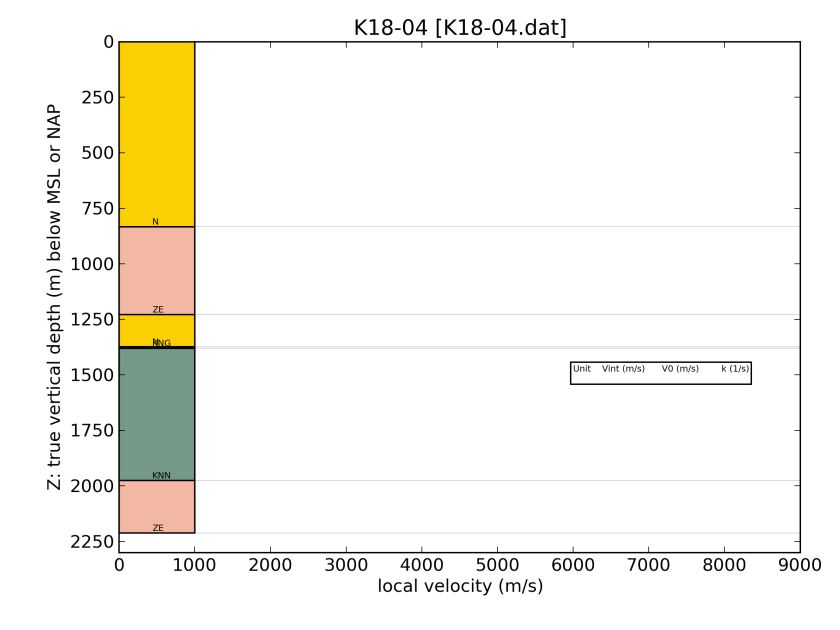 K18-04 [K18-04.dat]
0
250
500
750
1000
1250
1500
1750
2000
2250
Z: true vertical depth (m) below MSL or NAP
N
ZE
KNN
ZE
Unit Vint (m/s) V0 (m/s) k (1/s)
0 1000 2000 3000 4000 5000 6000 7000 8000 9000
local velocity (m/s)